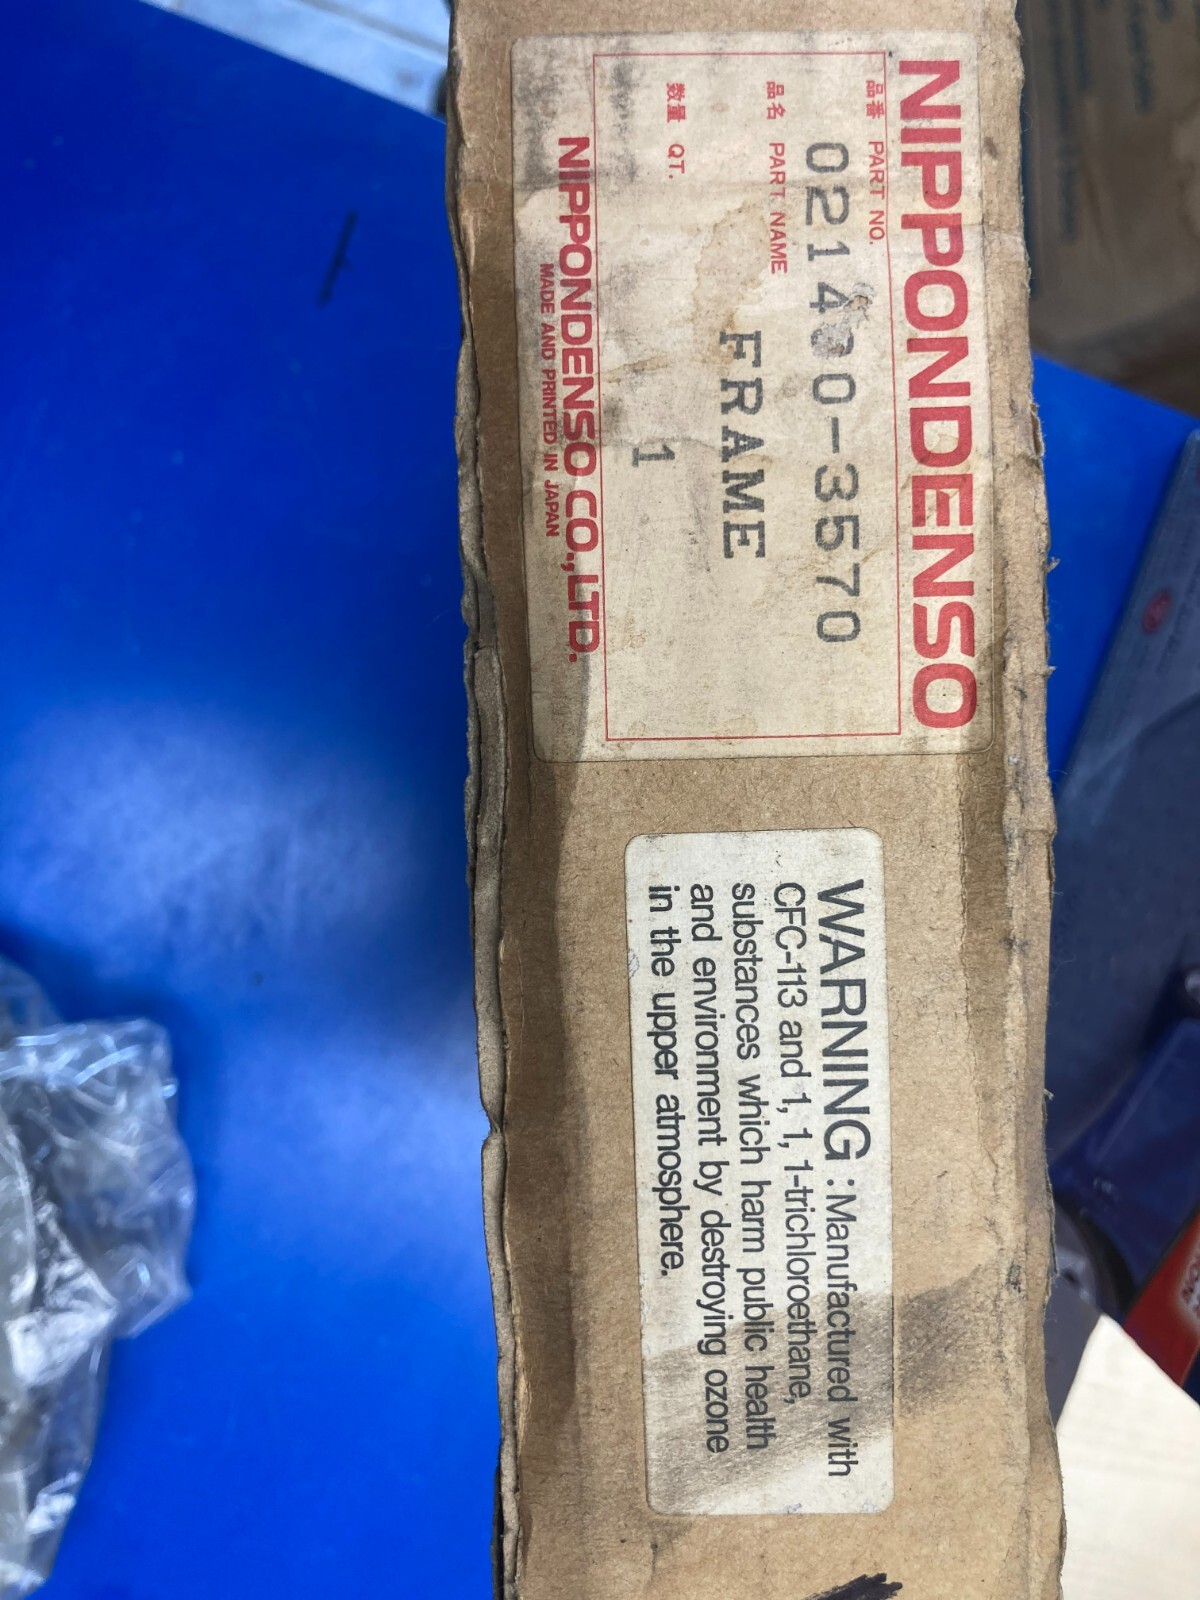 NIPPONDENSO
品番 PART NO.
021400-3570
品名 PART NAME
FRAME
数量 QT.
1
NIPPONDENSO CO.,LTD.
MADE AND PRINTED IN JAPAN
WARNING : Manufactured with
CFC-113 and 1, 1, 1-trichloroethane,
substances which harm public health
and environment by destroying ozone
in the upper atmosphere.